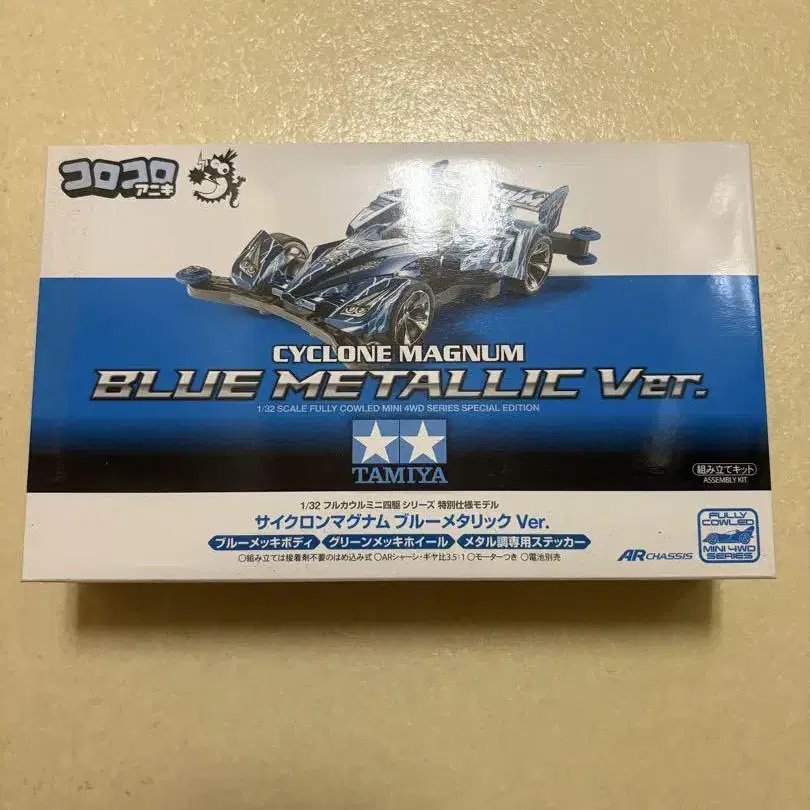 コロコロ
アニキ
CYCLONE MAGNUM
BLUE METALLIC Ver.
1/32 SCALE FULLY COWLED MINI 4WD SERIES SPECIAL EDITION
TAMIYA
組み立てキット
ASSEMBLY KIT
1/32 フルカウルミニ四駆 シリーズ 特別仕様モデル
サイクロンマグナム ブルーメタリック Ver.
ブルーメッキボディ グリーンメッキホイール メタル調専用ステッカー
○組み立ては接着剤不要のはめ込み式 ○ARシャーシ・ギヤ比3.5:1 ○モーターつき ○電池別売
AR CHASSIS
FULLY
COWLED
MINI 4WD
SERIES